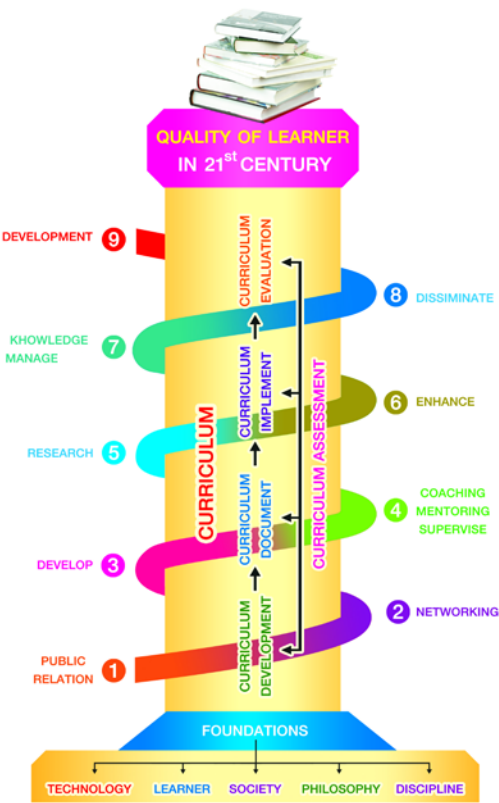 QUALITY OF LEARNER
IN 21st CENTURY
DEVELOPMENT 9
CURRICULUM
EVALUATION
8 DISSIMINATE
KHOWLEDGE
MANAGE
7
CURRICULUM
IMPLEMENT
6 ENHANCE
CURRICULUM
CURRICULUM ASSESSMENT
RESEARCH 5
CURRICULUM
DOCUMENT
4
COACHING
MENTORING
SUPERVISE
DEVELOP 3
CURRICULUM
DEVELOPMENT
2 NETWORKING
PUBLIC
RELATION
1
FOUNDATIONS
TECHNOLOGY LEARNER SOCIETY PHILOSOPHY DISCIPLINE